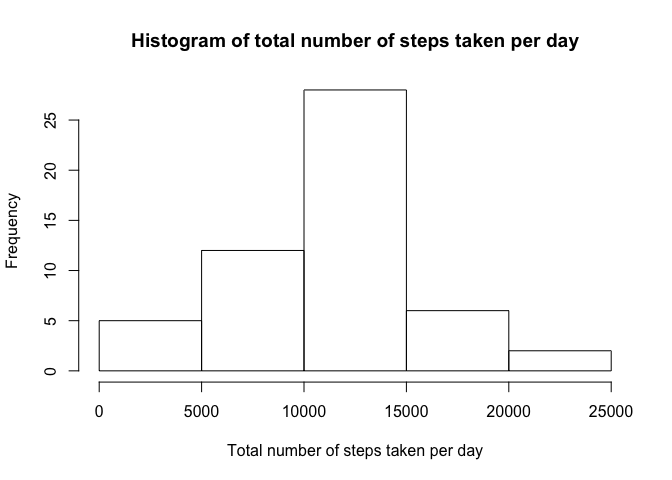 Histogram of total number of steps taken per day
Frequency
25
20
15
10
5
0
0 5000 10000 15000 20000 25000
Total number of steps taken per day